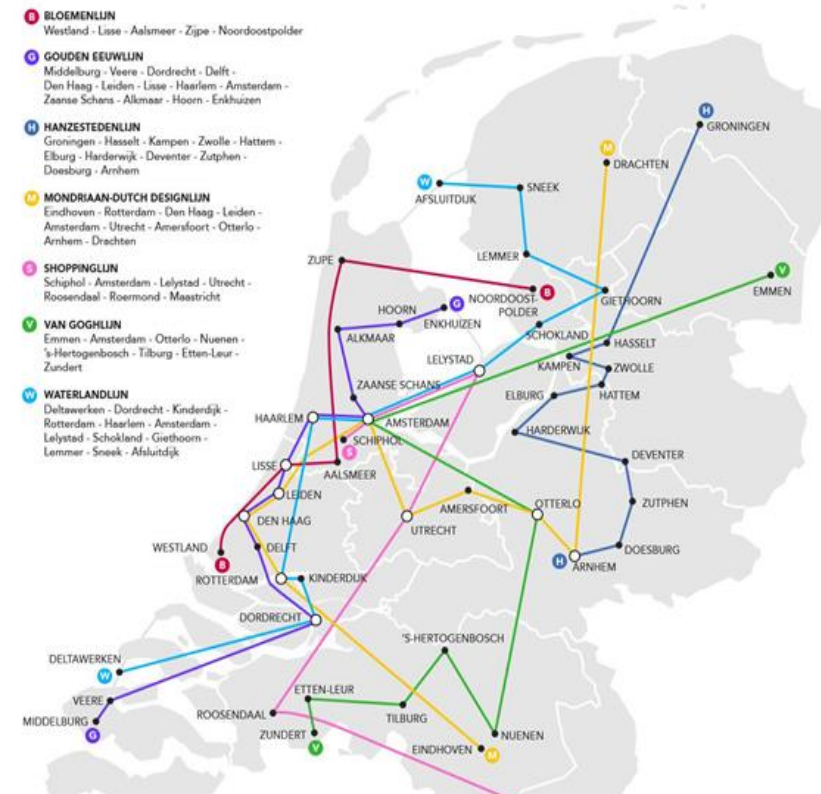 B BLOEMENLIJN
Westland - Lisse - Aalsmeer - Zijpe - Noordoostpolder
G GOUDEN EEUWLIJN
Middelburg - Veere - Dordrecht - Delft -
Den Haag - Leiden - Lisse - Haarlem - Amsterdam -
Zaanse Schans - Alkmaar - Hoorn - Enkhuizen
H HANZESTEDENLIJN
Groningen - Hasselt - Kampen - Zwolle - Hattem -
Elburg - Harderwijk - Deventer - Zutphen -
Doesburg - Arnhem
M MONDRIAAN-DUTCH DESIGNLIJN
Eindhoven - Rotterdam - Den Haag - Leiden -
Amsterdam - Utrecht - Amersfoort - Otterlo -
Arnhem - Drachten
S SHOPPINGLIJN
Schiphol - Amsterdam - Lelystad - Utrecht -
Roosendaal - Roermond - Maastricht
V VAN GOGHLIJN
Emmen - Amsterdam - Otterlo - Nuenen -
's-Hertogenbosch - Tilburg - Etten-Leur -
Zundert
W WATERLANDLIJN
Deltawerken - Dordrecht - Kinderdijk -
Rotterdam - Haarlem - Amsterdam -
Lelystad - Schokland - Giethoorn -
Lemmer - Sneek - Afsluitdijk
H
GRONINGEN
M
DRACHTEN
W
AFSLUITDIJK
SNEEK
LEMMER
ZIJPE
V
EMMEN
B
NOORDOOST-
POLDER
GIETHOORN
HOORN
G
ENKHUIZEN
SCHOKLAND
ALKMAAR
HASSELT
LELYSTAD
KAMPEN
ZWOLLE
ZAANSE SCHANS
ELBURG
HATTEM
HAARLEM
AMSTERDAM
HARDERWIJK
SCHIPHOL
S
DEVENTER
LISSE
AALSMEER
LEIDEN
AMERSFOORT
OTTERLO
ZUTPHEN
DEN HAAG
UTRECHT
WESTLAND
B
DELFT
DOESBURG
H
ARNHEM
ROTTERDAM
KINDERDIJK
DORDRECHT
'S-HERTOGENBOSCH
DELTAWERKEN
W
ETTEN-LEUR
VEERE
ROOSENDAAL
TILBURG
MIDDELBURG
G
ZUNDERT
V
NUENEN
EINDHOVEN
M